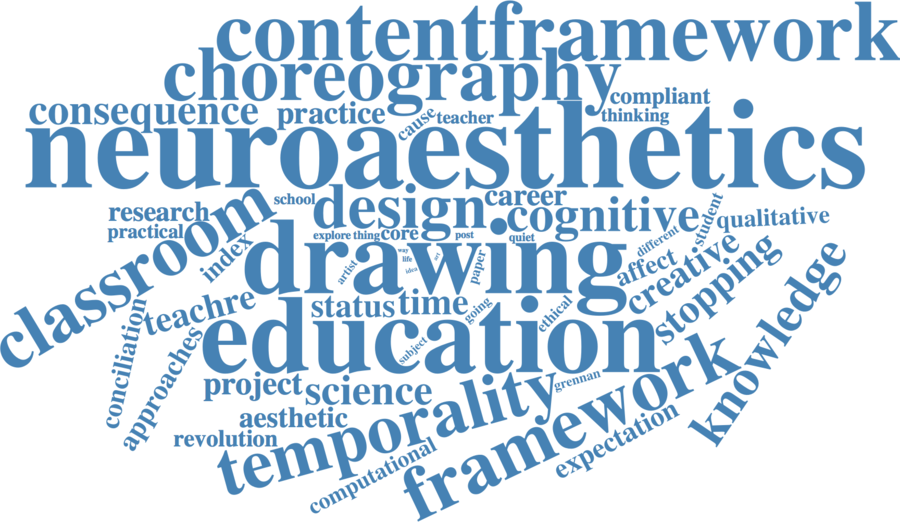 contentframework
choreography
compliant
consequence practice cause teacher thinking
neuroaesthetics
school design career
research cognitive student qualitative
practical classroom index explore thing core post quiet different
drawing
way life idea art artist paper affect creative stopping
teachre status time going ethical knowledge
conciliation approaches education subject
project science grennan
aesthetic temporality framework
revolution expectation
computational